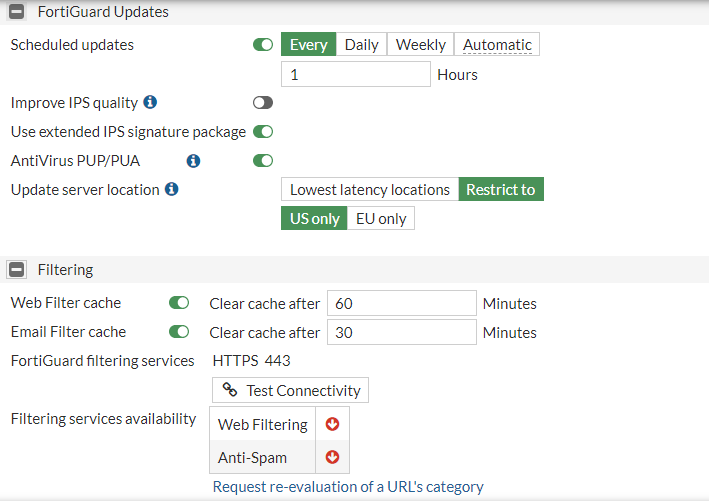 FortiGuard Updates
Scheduled updates Every Daily Weekly Automatic
1 Hours
Improve IPS quality
Use extended IPS signature package
AntiVirus PUP/PUA
Update server location Lowest latency locations Restrict to
US only EU only
Filtering
Web Filter cache Clear cache after 60 Minutes
Email Filter cache Clear cache after 30 Minutes
FortiGuard filtering services HTTPS 443
Test Connectivity
Filtering services availability Web Filtering
Anti-Spam
Request re-evaluation of a URL's category